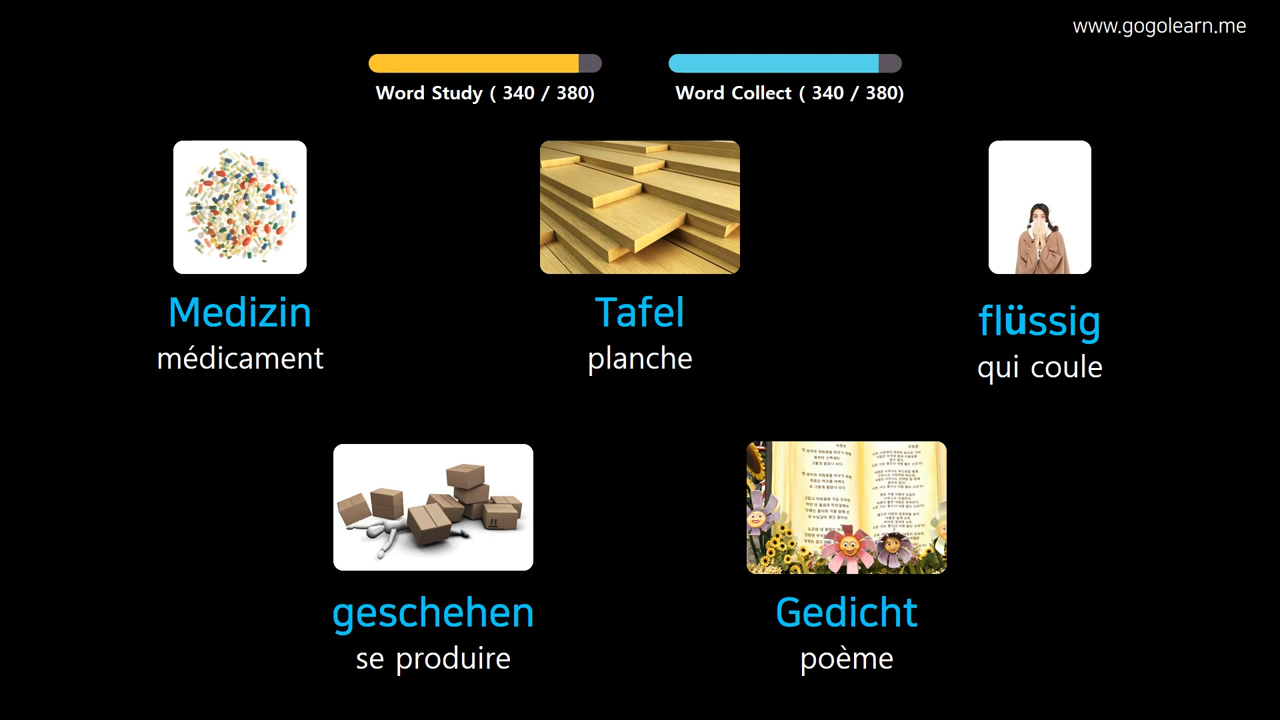 www.gogolearn.me
Word Study ( 340 / 380)
Word Collect ( 340 / 380)
Medizin
médicament
Tafel
planche
flüssig
qui coule
geschehen
se produire
Gedicht
poème